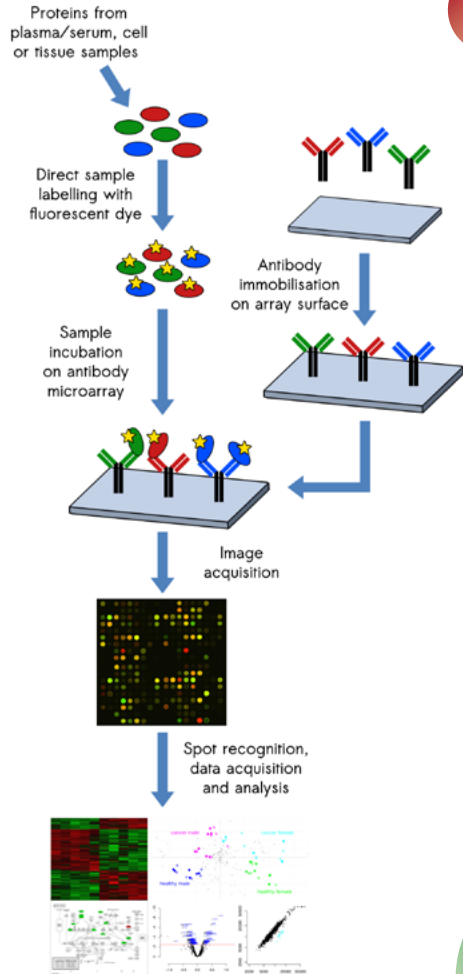 Proteins from
plasma/serum, cell
or tissue samples
Direct sample
labelling with
fluorescent dye
Antibody
immobilisation
on array surface
Sample
incubation
on antibody
microarray
Image
acquisition
Spot recognition,
data acquisition
and analysis
cancer male
cancer female
healthy male
healthy female